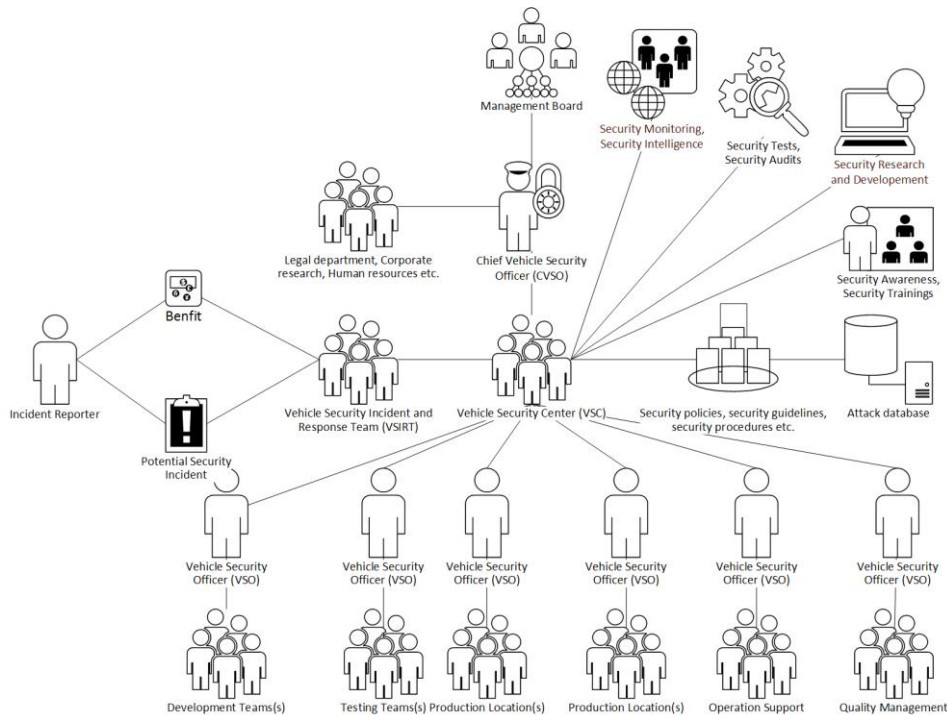 Management Board
Security Monitoring,
Security Intelligence
Security Tests,
Security Audits
Security Research
and Developement
Legal department, Corporate
research, Human resources etc.
Chief Vehicle Security
Officer (CVSO)
Security Awareness,
Security Trainings
Benfit
Incident Reporter
Vehicle Security Incident and
Response Team (VSIRT)
Vehicle Security Center (VSC)
Security policies, security guidelines,
security procedures etc.
Attack database
Potential Security
Incident
Vehicle Security
Officer (VSO)
Vehicle Security
Officer (VSO)
Vehicle Security
Officer (VSO)
Vehicle Security
Officer (VSO)
Vehicle Security
Officer (VSO)
Vehicle Security
Officer (VSO)
Development Teams(s)
Testing Teams(s)
Production Location(s)
Production Location(s)
Operation Support
Quality Management